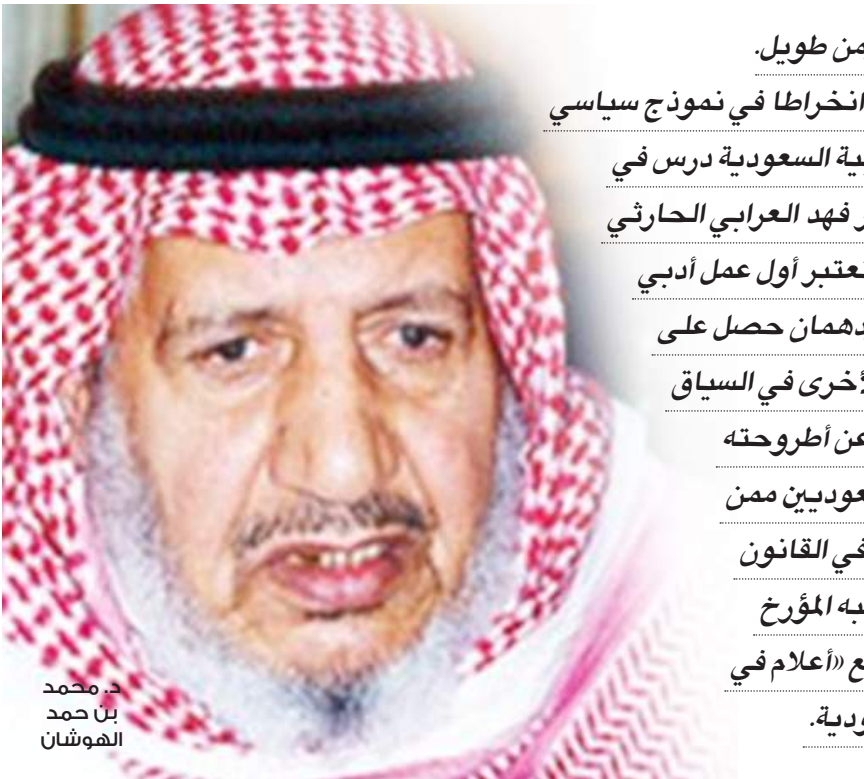 من طويل.
انخراطا في نموذج سياسي
ية السعودية درس في
فهد العرابي الحارثي
عتبر أول عمل أدبي
دهمان حصل على
أخرى في السياق
عن أطروحته
عوديين ممن
في القانون
به المؤرخ
ع «أعلام في
ودية.
د. محمد
بن حمد
الهوشان